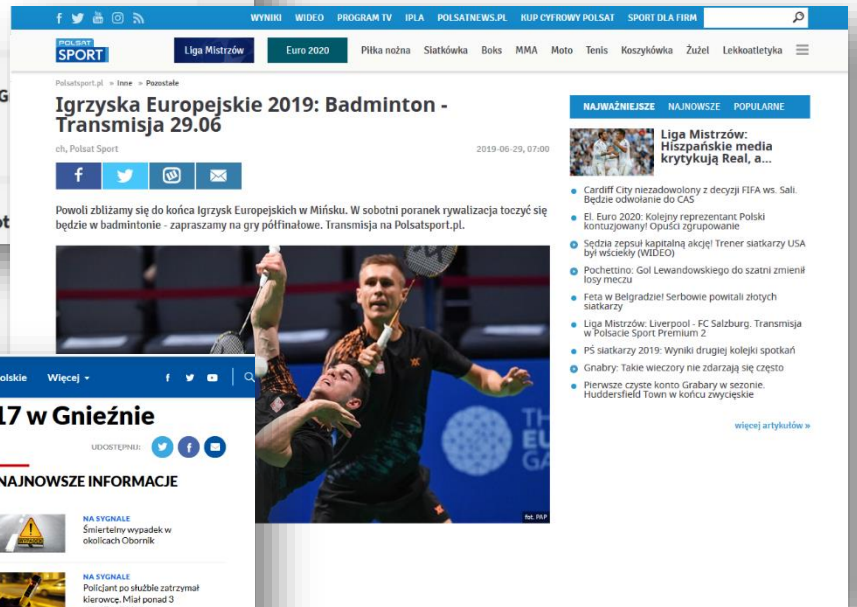 WYNIKI WIDEO PROGRAM TV IPLA POLSATNEWS.PL KUP CYFROWY POLSAT SPORT DLA FIRM
POLSAT
SPORT
Liga Mistrzów
Euro 2020
Piłka nożna Siatkówka Boks MMA Moto Tenis Koszykówka Żużel Lekkoatletyka
Polsatsport.pl » Inne » Pozostałe
Igrzyska Europejskie 2019: Badminton -
Transmisja 29.06
ch, Polsat Sport
2019-06-29, 07:00
Powoli zbliżamy się do końca Igrzysk Europejskich w Mińsku. W sobotni poranek rywalizacja toczyć się
będzie w badmintonie - zapraszamy na gry półfinałowe. Transmisja na Polsatsport.pl.
TH
EU
GA
fot. PAP
NAJWAŻNIEJSZE NAJNOWSZE POPULARNE
Liga Mistrzów:
Hiszpańskie media
krytykują Real, a...
Cardiff City niezadowolony z decyzji FIFA ws. Sali.
Będzie odwołanie do CAS
El. Euro 2020: Kolejny reprezentant Polski
kontuzjowany! Opuści zgrupowanie
Sędzia zepsuł kapitalną akcję! Trener siatkarzy USA
był wściekły (WIDEO)
Pochettino: Gol Lewandowskiego do szatni zmienił
losy meczu
Feta w Belgradzie! Serbowie powitali złotych
siatkarzy
Liga Mistrzów: Liverpool - FC Salzburg. Transmisja
w Polsacie Sport Premium 2
PŚ siatkarzy 2019: Wyniki drugiej kolejki spotkań
Gnabry: Takie wieczory nie zdarzają się często
Pierwsze czyste konto Grabary w sezonie.
Huddersfield Town w końcu zwycięskie
więcej artykułów »
G
ot
olskie Więcej
17 w Gnieźnie
UDOSTĘPNIJ:
NAJNOWSZE INFORMACJE
NA SYGNALE
Śmiertelny wypadek w
okolicach Obornik
NA SYGNALE
Policjant po służbie zatrzymał
kierowcę. Miał ponad 3